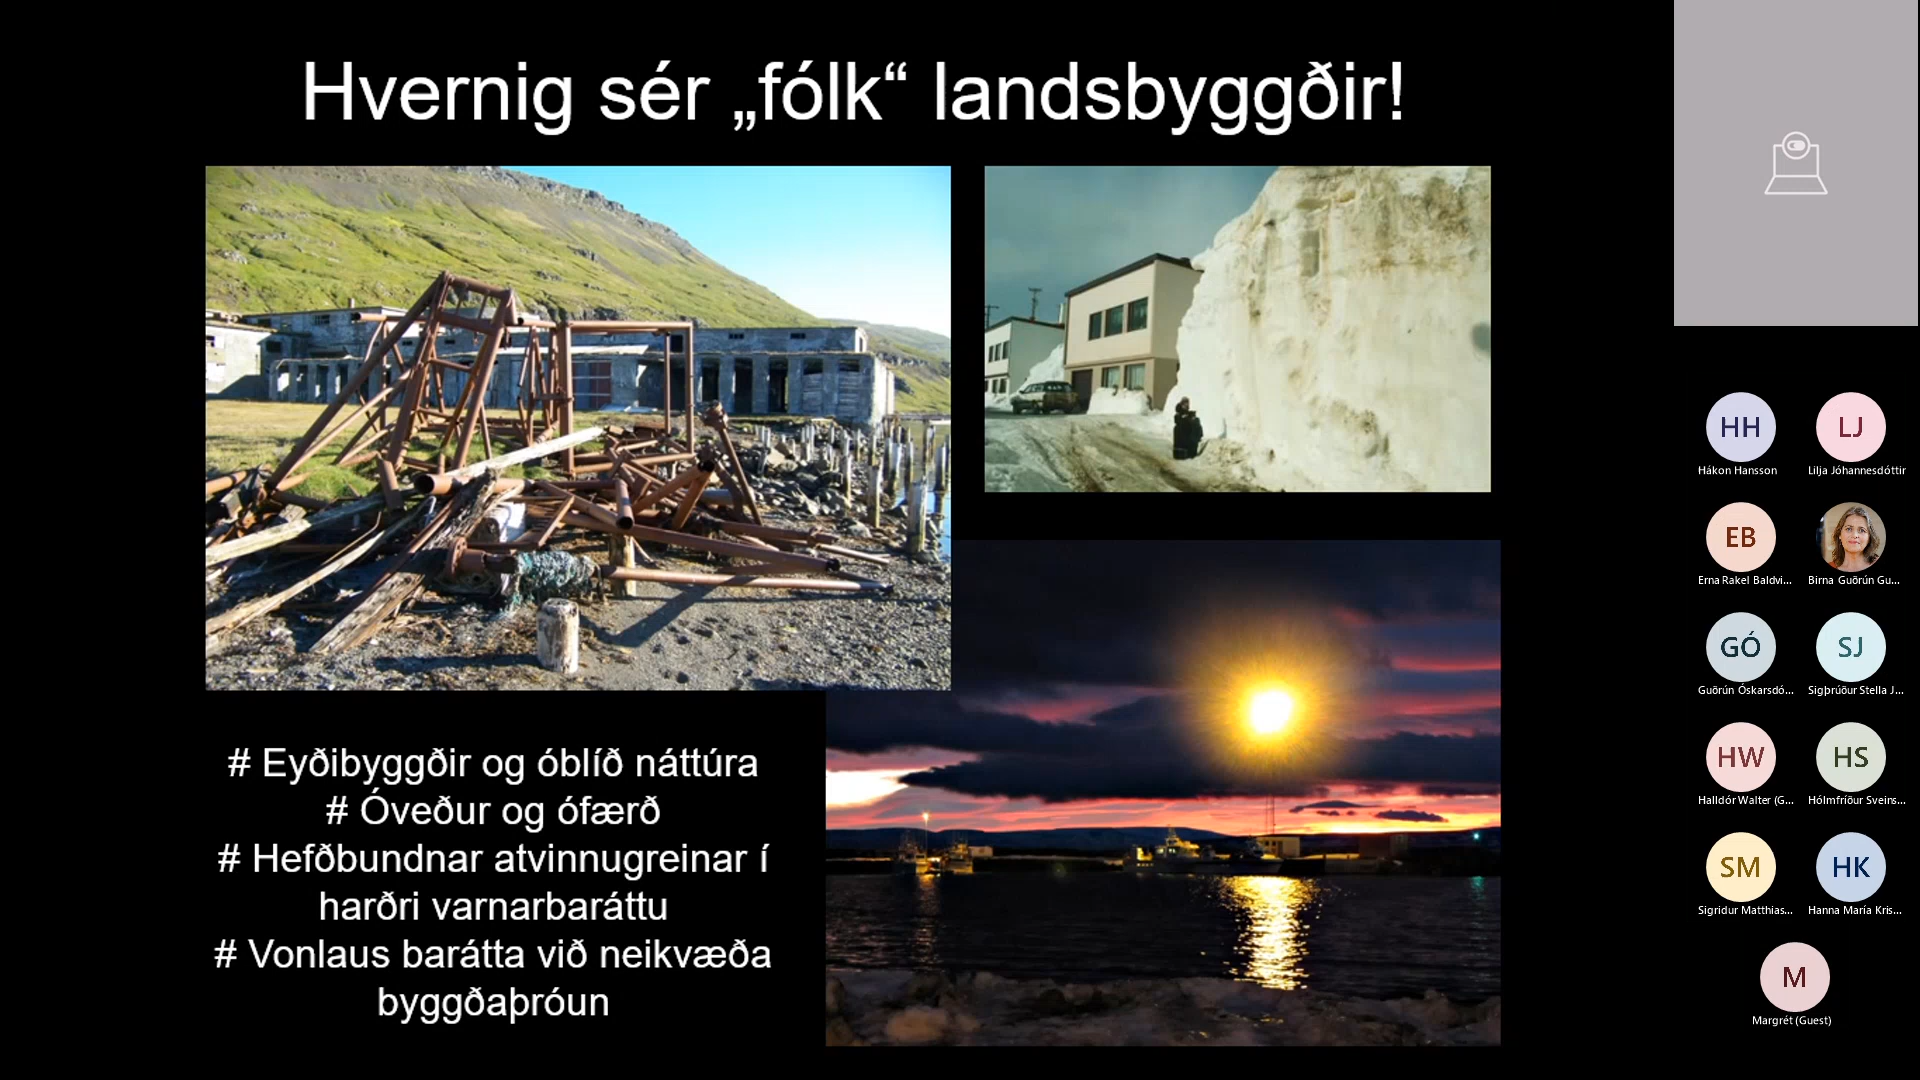 Hvernig sér „fólk“ landsbyggðir!
# Eyðibyggðir og óblíð náttúra
# Óveður og ófærð
# Hefðbundnar atvinnugreinar í
harðri varnarbaráttu
# Vonlaus barátta við neikvæða
byggðaþróun
HH
LJ
Hákon Hansson
Lilja Jóhannesdóttir
EB
Erna Rakel Baldvi...
Birna Guðrún Gu...
GÓ
SJ
Guðrún Óskarsdó...
Sigþrúður Stella J...
HW
HS
Halldór Walter (G...
Hólmfríður Sveins...
SM
HK
Sigridur Matthias...
Hanna María Kris...
M
Margrét (Guest)